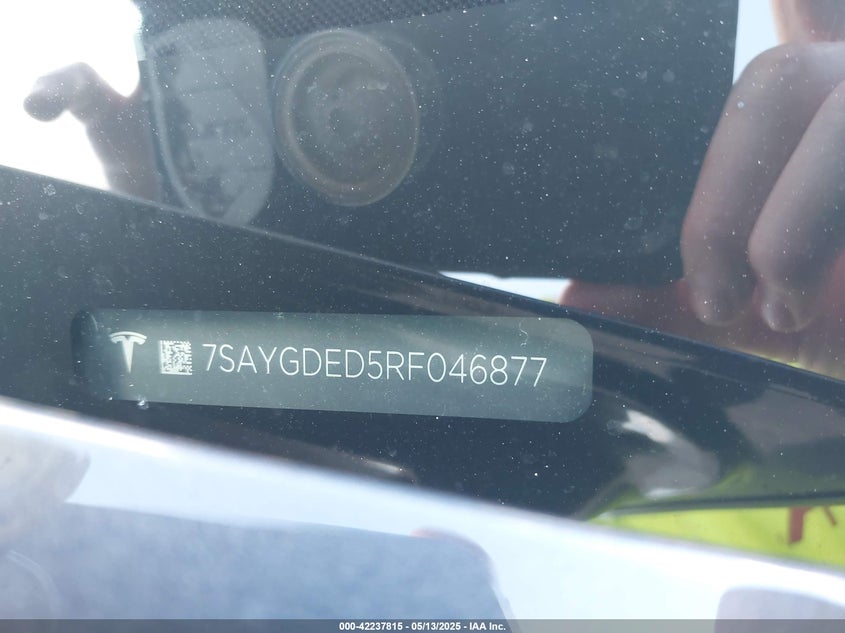 7SAYGDED5RF046877
000-42237815 - 05/13/2025 - IAA Inc.